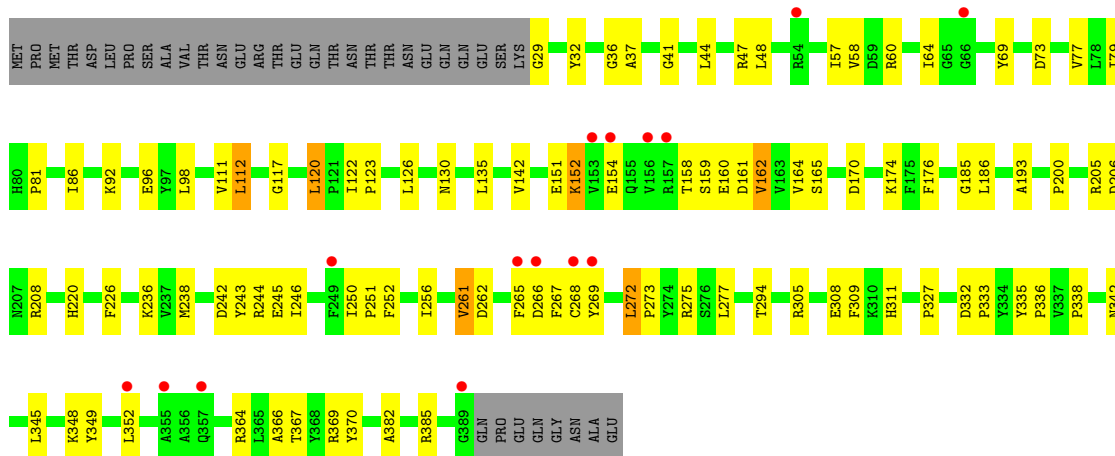 MET PRO MET THR ASP LEU PRO SER ALA VAL THR ASN GLU ARG THR GLU GLN THR ASN THR THR ASN GLU GLN GLN GLU SER LYS G29 Y32 G36 A37 G41 L44 R47 L48 R54 I57 V58 D59 R60 I64 G65 G66 Y69 D73 V77 L78 I79
H80 P81 I86 K92 E96 Y97 L98 V111 L112 G117 L120 P121 I122 P123 L126 N130 L135 V142 E151 K152 V153 E154 Q155 V156 R157 T158 S159 E160 D161 V162 V163 V164 S165 D170 K174 F175 F176 G185 L186 A193 P200 R205 D206
N207 R208 H220 F226 K236 V237 M238 D242 Y243 R244 E245 I246 F249 I250 P251 F252 I256 V261 D262 F265 D266 F267 C268 Y269 L272 P273 Y274 R275 S276 L277 T294 R305 E308 F309 K310 H311 P327 D332 P333 Y334 Y335 P336 V337 P338 N342
L345 K348 Y349 L352 A355 A356 Q357 R364 L365 A366 T367 Y368 R369 Y370 A382 R385 G389 GLN PRO GLU GLN GLY ASN ALA GLU